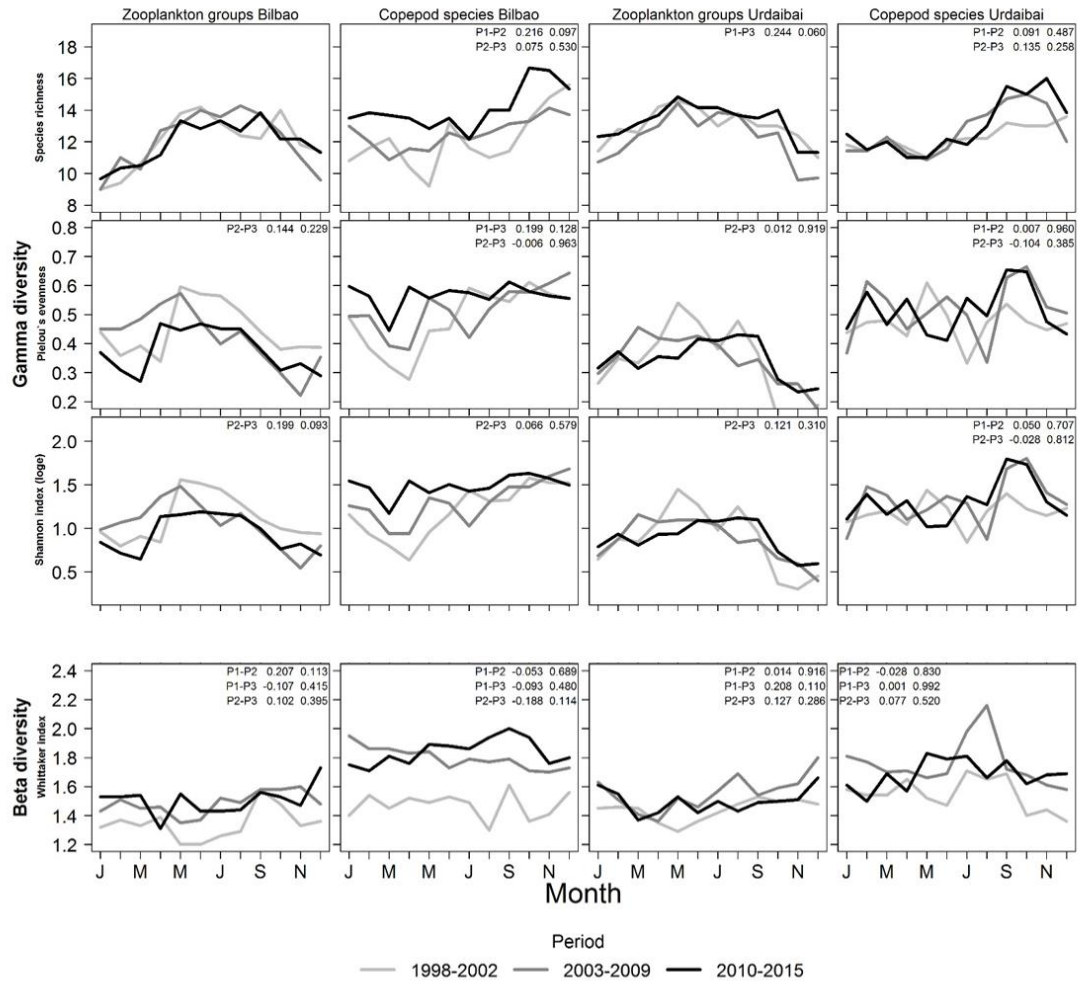 Zooplankton groups Bilbao
Copepod species Bilbao
Zooplankton groups Urdaibai
Copepod species Urdaibai
Species richness
18
16
14
12
10
8
P1-P2 0.216 0.097
P2-P3 0.075 0.530
P1-P3 0.244 0.060
P1-P2 0.091 0.487
P2-P3 0.135 0.258
Gamma diversity
Pielou`s evenness
0.8
0.7
0.6
0.5
0.4
0.3
0.2
P2-P3 0.144 0.229
P1-P3 0.199 0.128
P2-P3 -0.006 0.963
P2-P3 0.012 0.919
P1-P2 0.007 0.960
P2-P3 -0.104 0.385
Shannon index (loge)
2.0
1.5
1.0
0.5
P2-P3 0.199 0.093
P2-P3 0.066 0.579
P2-P3 0.121 0.310
P1-P2 0.050 0.707
P2-P3 -0.028 0.812
Beta diversity
Whittaker index
2.4
2.2
2.0
1.8
1.6
1.4
1.2
P1-P2 0.207 0.113
P1-P3 -0.107 0.415
P2-P3 0.102 0.395
P1-P2 -0.053 0.689
P1-P3 -0.093 0.480
P2-P3 -0.188 0.114
P1-P2 0.014 0.916
P1-P3 0.208 0.110
P2-P3 0.127 0.286
P1-P2 -0.028 0.830
P1-P3 0.001 0.992
P2-P3 0.077 0.520
J M M J S N
J M M J S N
J M M J S N
J M M J S N
Month
Period
1998-2002 2003-2009 2010-2015